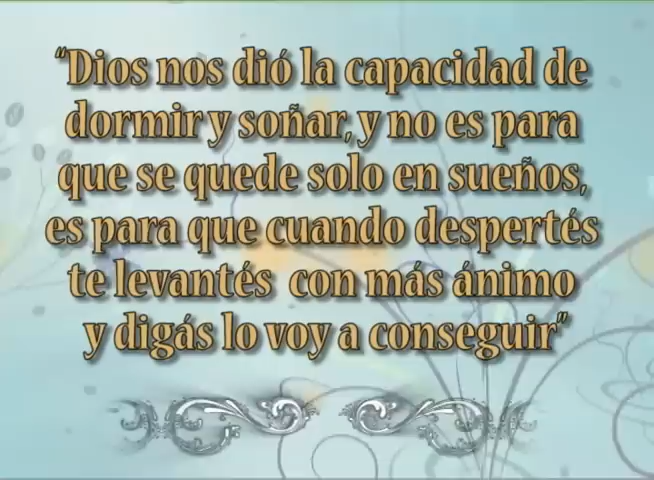 “Dios nos dió la capacidad de
dormir y soñar, y no es para
que se quede solo en sueños,
es para que cuando despertés
te levantés con más ánimo
y digás lo voy a conseguir”